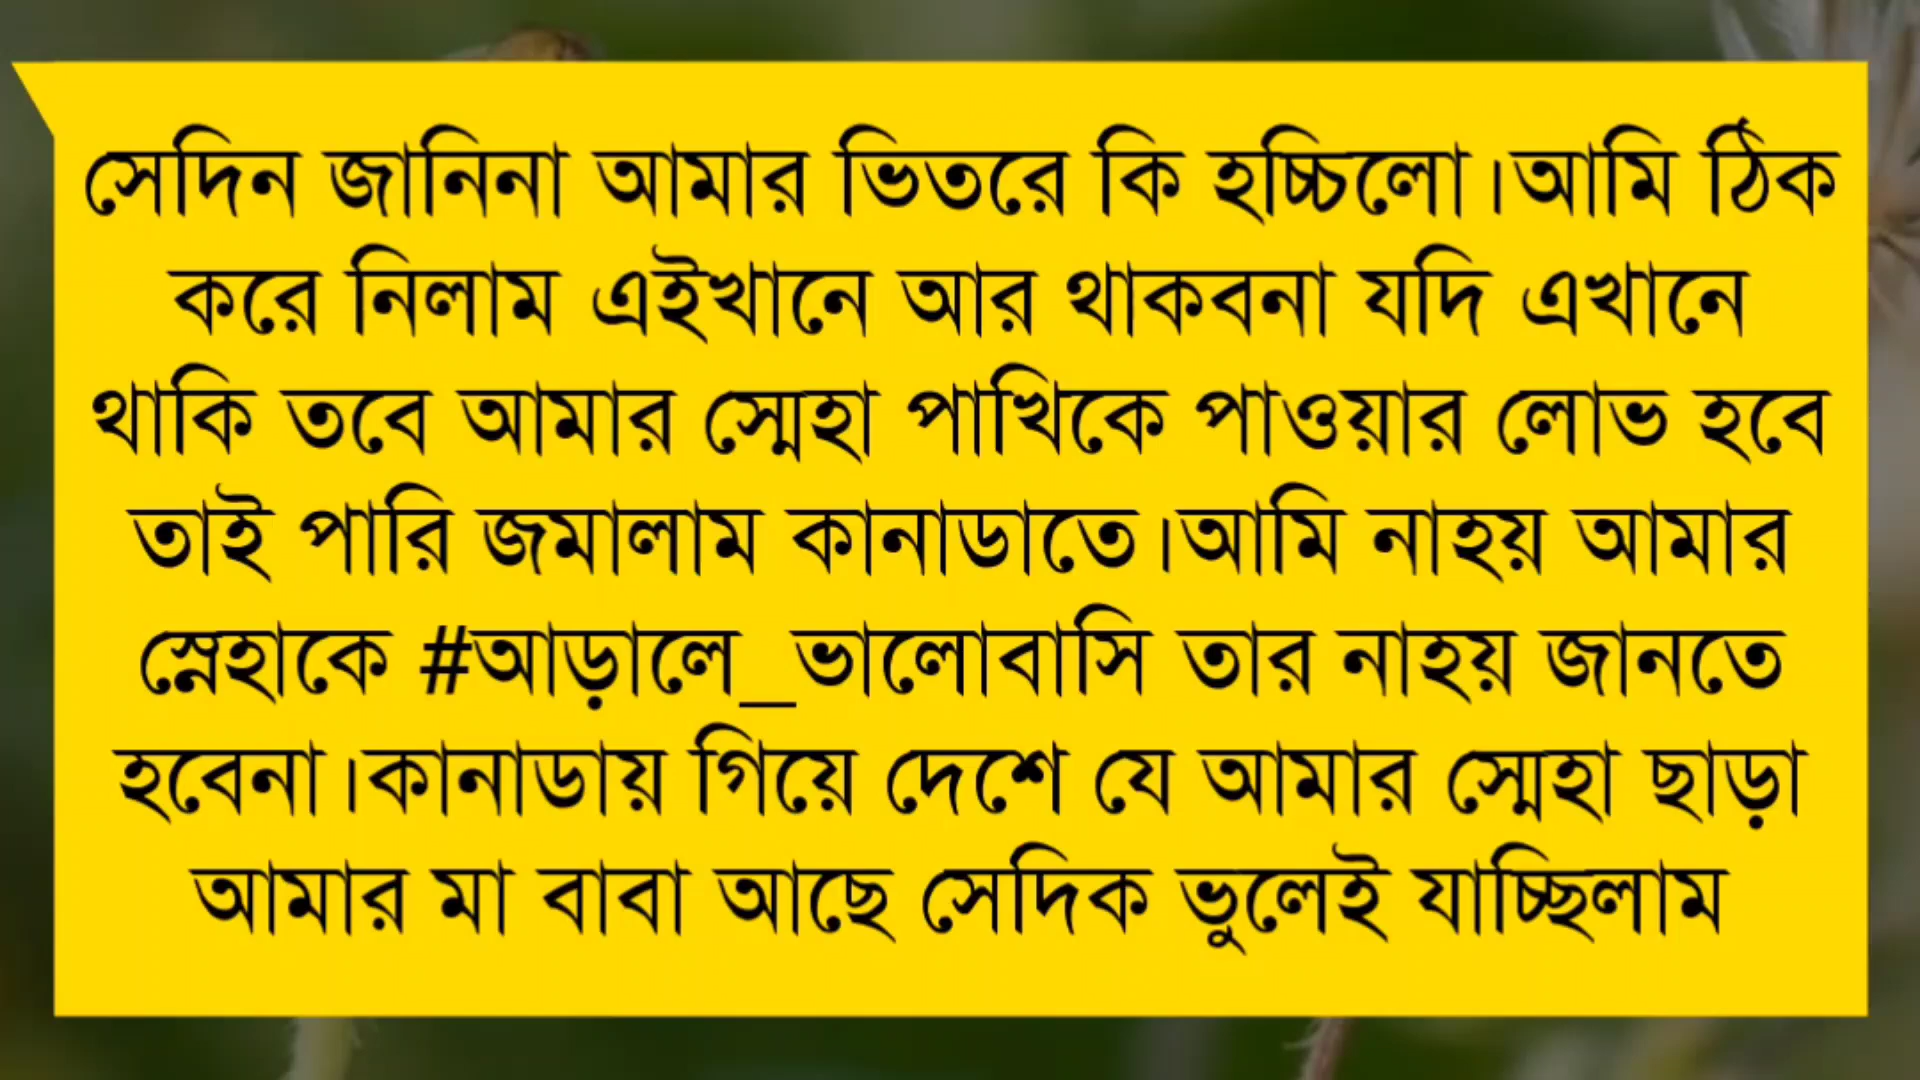 সেদিন জানিনা আমার ভিতরে কি হচ্চিলো।আমি ঠিক
করে নিলাম এইখানে আর থাকবনা যদি এখানে
থাকি তবে আমার স্মেহা পাখিকে পাওয়ার লোভ হবে
তাই পারি জমালাম কানাডাতে।আমি নাহয় আমার
স্নেহাকে #আড়ালে_ভালোবাসি তার নাহয় জানতে
হবেনা।কানাডায় গিয়ে দেশে যে আমার স্মেহা ছাড়া
আমার মা বাবা আছে সেদিক ভুলেই যাচ্ছিলাম